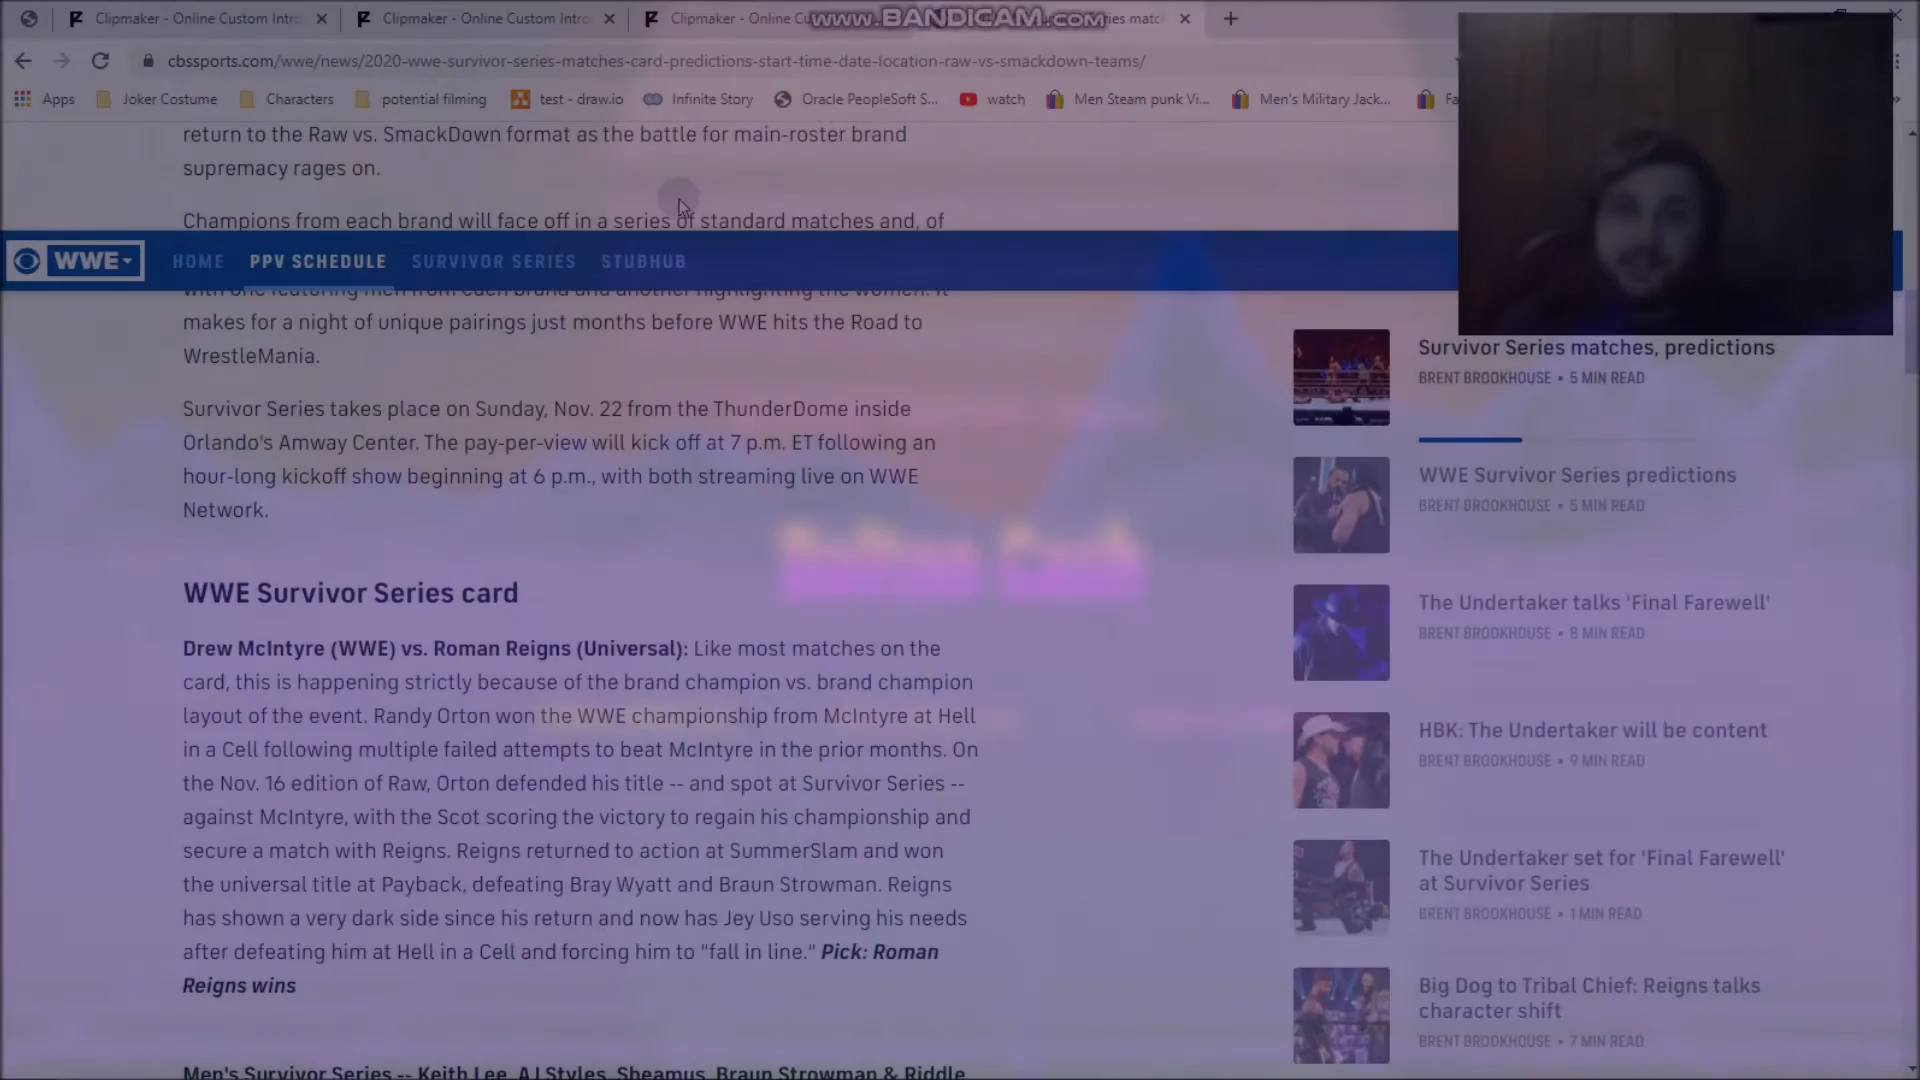 Clipmaker - Online Custom Intro
Clipmaker - Online Custom Intro
Clipmaker - Online Cu
www.BANDICAM.com
ies matc
cbssports.com/wwe/news/2020-wwe-survivor-series-matches-card-predictions-start-time-date-location-raw-vs-smackdown-teams/
Apps
Joker Costume
Characters
potential filming
test - draw.io
Infinite Story
Oracle PeopleSoft S...
watch
Men Steam punk Vi...
Men's Military Jack...
Fa
return to the Raw vs. SmackDown format as the battle for main-roster brand
supremacy rages on.
Champions from each brand will face off in a series of standard matches and, of
WWE
HOME
PPV SCHEDULE
SURVIVOR SERIES
STUBHUB
with one featuring men from each brand and another highlighting the women. It
makes for a night of unique pairings just months before WWE hits the Road to
WrestleMania.
Survivor Series takes place on Sunday, Nov. 22 from the ThunderDome inside
Orlando's Amway Center. The pay-per-view will kick off at 7 p.m. ET following an
hour-long kickoff show beginning at 6 p.m., with both streaming live on WWE
Network.
WWE Survivor Series card
Drew McIntyre (WWE) vs. Roman Reigns (Universal): Like most matches on the
card, this is happening strictly because of the brand champion vs. brand champion
layout of the event. Randy Orton won the WWE championship from McIntyre at Hell
in a Cell following multiple failed attempts to beat McIntyre in the prior months. On
the Nov. 16 edition of Raw, Orton defended his title -- and spot at Survivor Series --
against McIntyre, with the Scot scoring the victory to regain his championship and
secure a match with Reigns. Reigns returned to action at SummerSlam and won
the universal title at Payback, defeating Bray Wyatt and Braun Strowman. Reigns
has shown a very dark side since his return and now has Jey Uso serving his needs
after defeating him at Hell in a Cell and forcing him to "fall in line." Pick: Roman
Reigns wins
Men's Survivor Series -- Keith Lee, AJ Styles, Sheamus, Braun Strowman & Riddle
Survivor Series matches, predictions
BRENT BROOKHOUSE • 5 MIN READ
WWE Survivor Series predictions
BRENT BROOKHOUSE • 5 MIN READ
The Undertaker talks 'Final Farewell'
BRENT BROOKHOUSE • 8 MIN READ
HBK: The Undertaker will be content
BRENT BROOKHOUSE • 9 MIN READ
The Undertaker set for 'Final Farewell'
at Survivor Series
BRENT BROOKHOUSE • 1 MIN READ
Big Dog to Tribal Chief: Reigns talks
character shift
BRENT BROOKHOUSE • 7 MIN READ